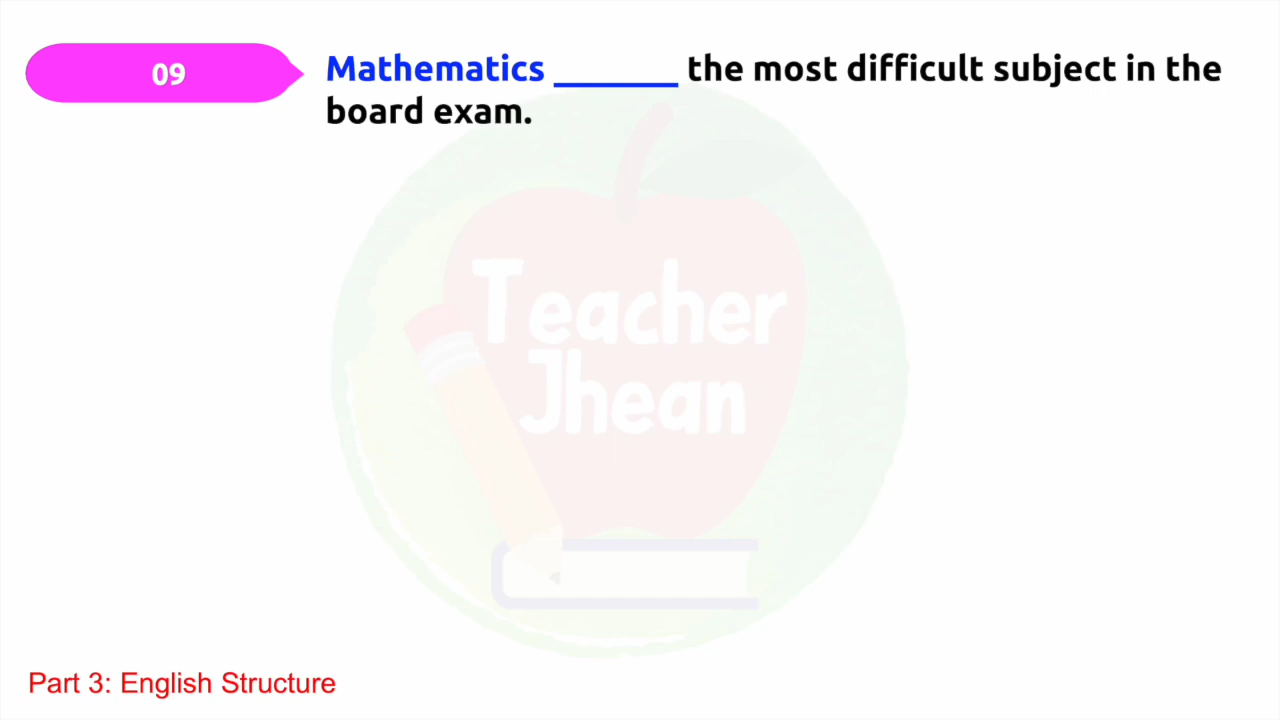 09
Mathematics _______ the most difficult subject in the
board exam.
Teacher
Jhean
Part 3: English Structure